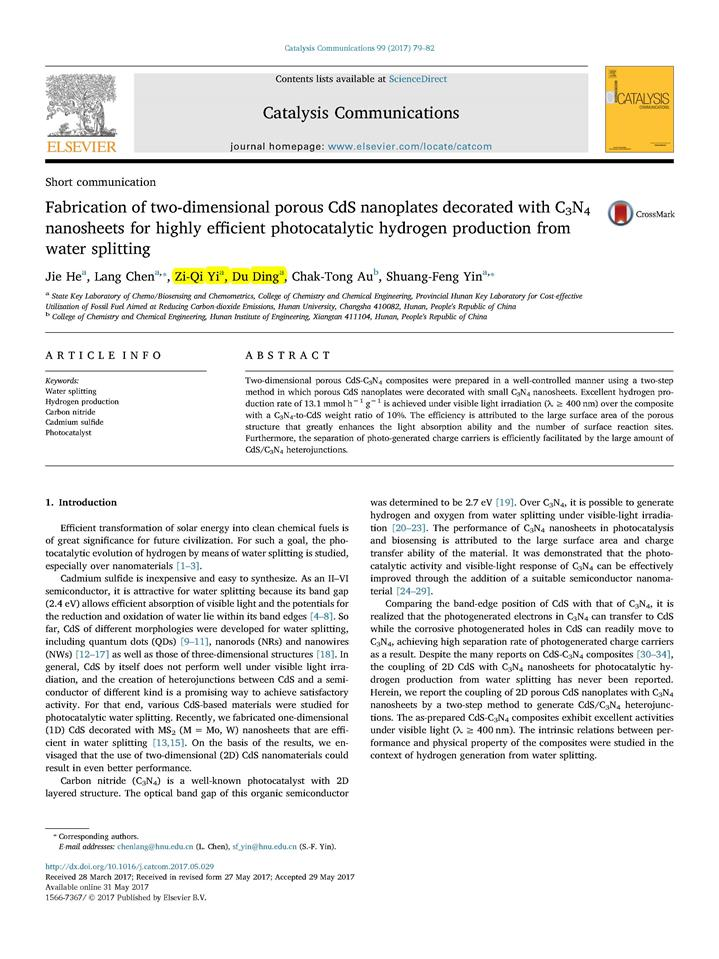 Catalysis Communications 99 (2017) 79–82
Contents lists available at ScienceDirect
Catalysis Communications
journal homepage: www.elsevier.com/locate/catcom
ELSEVIER
CATALYSIS
COMMUNICATIONS
Short communication
Fabrication of two-dimensional porous CdS nanoplates decorated with C₃N₄
nanosheets for highly efficient photocatalytic hydrogen production from
water splitting
CrossMark
Jie Heᵃ, Lang Chenᵃ,*, Zi-Qi Yiᵃ, Du Dingᵃ, Chak-Tong Auᵇ, Shuang-Feng Yinᵃ,*
ᵃ State Key Laboratory of Chemo/Biosensing and Chemometrics, College of Chemistry and Chemical Engineering, Provincial Hunan Key Laboratory for Cost-effective
Utilization of Fossil Fuel Aimed at Reducing Carbon-dioxide Emissions, Hunan University, Changsha 410082, Hunan, People's Republic of China
ᵇ College of Chemistry and Chemical Engineering, Hunan Institute of Engineering, Xiangtan 411104, Hunan, People's Republic of China
ARTICLE INFO
Keywords:
Water splitting
Hydrogen production
Carbon nitride
Cadmium sulfide
Photocatalyst
ABSTRACT
Two-dimensional porous CdS-C₃N₄ composites were prepared in a well-controlled manner using a two-step
method in which porous CdS nanoplates were decorated with small C₃N₄ nanosheets. Excellent hydrogen pro-
duction rate of 13.1 mmol h⁻¹ g⁻¹ is achieved under visible light irradiation (λ ≥ 400 nm) over the composite
with a C₃N₄-to-CdS weight ratio of 10%. The efficiency is attributed to the large surface area of the porous
structure that greatly enhances the light absorption ability and the number of surface reaction sites.
Furthermore, the separation of photo-generated charge carriers is efficiently facilitated by the large amount of
CdS/C₃N₄ heterojunctions.
1. Introduction
Efficient transformation of solar energy into clean chemical fuels is
of great significance for future civilization. For such a goal, the pho-
tocatalytic evolution of hydrogen by means of water splitting is studied,
especially over nanomaterials [1–3].
Cadmium sulfide is inexpensive and easy to synthesize. As an II–VI
semiconductor, it is attractive for water splitting because its band gap
(2.4 eV) allows efficient absorption of visible light and the potentials for
the reduction and oxidation of water lie within its band edges [4–8]. So
far, CdS of different morphologies were developed for water splitting,
including quantum dots (QDs) [9–11], nanorods (NRs) and nanowires
(NWs) [12–17] as well as those of three-dimensional structures [18]. In
general, CdS by itself does not perform well under visible light irra-
diation, and the creation of heterojunctions between CdS and a semi-
conductor of different kind is a promising way to achieve satisfactory
activity. For that end, various CdS-based materials were studied for
photocatalytic water splitting. Recently, we fabricated one-dimensional
(1D) CdS decorated with MS₂ (M = Mo, W) nanosheets that are effi-
cient in water splitting [13,15]. On the basis of the results, we en-
visaged that the use of two-dimensional (2D) CdS nanomaterials could
result in even better performance.
Carbon nitride (C₃N₄) is a well-known photocatalyst with 2D
layered structure. The optical band gap of this organic semiconductor
was determined to be 2.7 eV [19]. Over C₃N₄, it is possible to generate
hydrogen and oxygen from water splitting under visible-light irradia-
tion [20–23]. The performance of C₃N₄ nanosheets in photocatalysis
and biosensing is attributed to the large surface area and charge
transfer ability of the material. It was demonstrated that the photo-
catalytic activity and visible-light response of C₃N₄ can be effectively
improved through the addition of a suitable semiconductor nanoma-
terial [24–29].
Comparing the band-edge position of CdS with that of C₃N₄, it is
realized that the photogenerated electrons in C₃N₄ can transfer to CdS
while the corrosive photogenerated holes in CdS can readily move to
C₃N₄, achieving high separation rate of photogenerated charge carriers
as a result. Despite the many reports on CdS-C₃N₄ composites [30–34],
the coupling of 2D CdS with C₃N₄ nanosheets for photocatalytic hy-
drogen production from water splitting has never been reported.
Herein, we report the coupling of 2D porous CdS nanoplates with C₃N₄
nanosheets by a two-step method to generate CdS/C₃N₄ heterojunc-
tions. The as-prepared CdS-C₃N₄ composites exhibit excellent activities
under visible light (λ ≥ 400 nm). The intrinsic relations between per-
formance and physical property of the composites were studied in the
context of hydrogen generation from water splitting.
* Corresponding authors.
E-mail addresses: chenlang@hnu.edu.cn (L. Chen), sf_yin@hnu.edu.cn (S.-F. Yin).
http://dx.doi.org/10.1016/j.catcom.2017.05.029
Received 28 March 2017; Received in revised form 27 May 2017; Accepted 29 May 2017
Available online 31 May 2017
1566-7367/ © 2017 Published by Elsevier B.V.